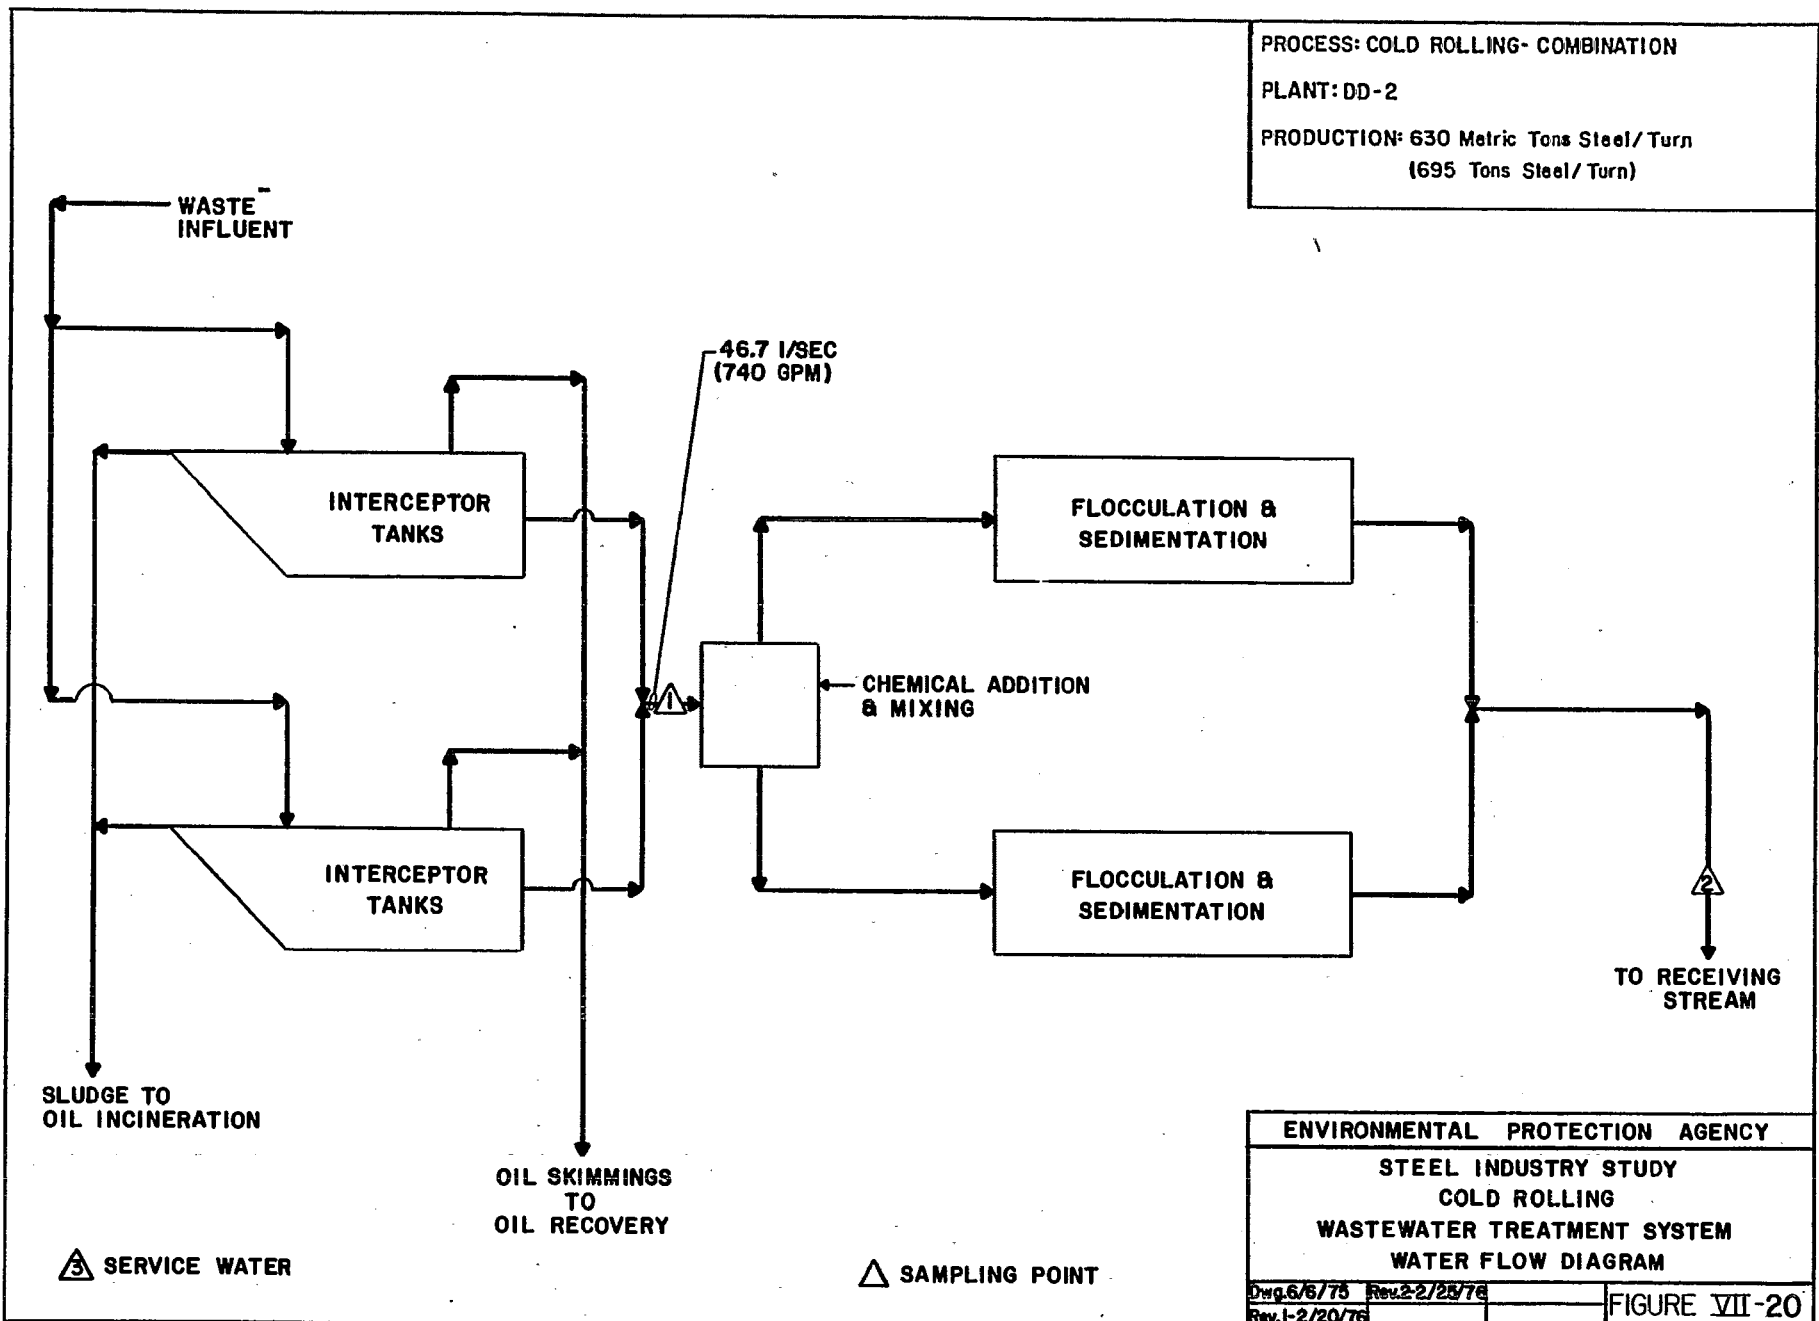 PROCESS: COLD ROLLING- COMBINATION
PLANT: DD-2
PRODUCTION: 630 Metric Tons Steel/Turn
(695 Tons Steel/Turn)
WASTE
INFLUENT
46.7 l/SEC
(740 GPM)
INTERCEPTOR
TANKS
FLOCCULATION &
SEDIMENTATION
1
CHEMICAL ADDITION
& MIXING
INTERCEPTOR
TANKS
FLOCCULATION &
SEDIMENTATION
2
TO RECEIVING
STREAM
SLUDGE TO
OIL INCINERATION
OIL SKIMMINGS
TO
OIL RECOVERY
3 SERVICE WATER
SAMPLING POINT
ENVIRONMENTAL PROTECTION AGENCY
STEEL INDUSTRY STUDY
COLD ROLLING
WASTEWATER TREATMENT SYSTEM
WATER FLOW DIAGRAM
Dwg.6/6/75 Rev.2-2/25/76
Rev.1-2/20/76
FIGURE VII-20